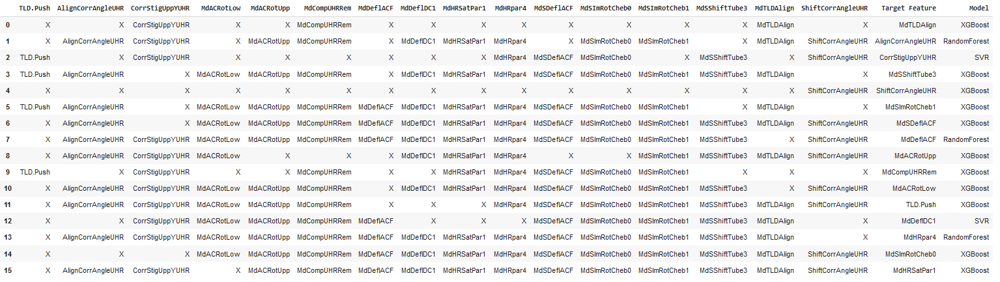 TLD.Push AlignCorrAngleUHR CorrStigUppYUHR MdACRotLow MdACRotUpp MdCompUHRRem MdDeflACF MdDeflDC1 MdHRSatPar1 MdHRpar4 MdSDeflACF MdSImRotCheb0 MdSImRotCheb1 MdSShiftTube3 MdTLDAlign ShiftCorrAngleUHR Target Feature Model
0 X X CorrStigUppYUHR X X MdCompUHRRem X X X X X X X X MdTLDAlign X MdTLDAlign XGBoost
1 X AlignCorrAngleUHR CorrStigUppYUHR X MdACRotUpp MdCompUHRRem X MdDeflDC1 X MdHRpar4 X MdSImRotCheb0 MdSImRotCheb1 X MdTLDAlign ShiftCorrAngleUHR AlignCorrAngleUHR RandomForest
2 TLD.Push X CorrStigUppYUHR X X X X X X MdHRpar4 MdSDeflACF MdSImRotCheb0 X MdSShiftTube3 X ShiftCorrAngleUHR CorrStigUppYUHR SVR
3 TLD.Push AlignCorrAngleUHR X MdACRotLow MdACRotUpp MdCompUHRRem X MdDeflDC1 MdHRSatPar1 MdHRpar4 MdSDeflACF MdSImRotCheb0 MdSImRotCheb1 X MdTLDAlign X MdSShiftTube3 XGBoost
4 X X X X X X X X X X X X X X X ShiftCorrAngleUHR ShiftCorrAngleUHR XGBoost
5 TLD.Push AlignCorrAngleUHR X MdACRotLow MdACRotUpp MdCompUHRRem MdDeflACF MdDeflDC1 MdHRSatPar1 MdHRpar4 MdSDeflACF MdSImRotCheb0 MdSImRotCheb1 X MdTLDAlign X MdSImRotCheb1 XGBoost
6 X AlignCorrAngleUHR X MdACRotLow MdACRotUpp MdCompUHRRem MdDeflACF MdDeflDC1 MdHRSatPar1 MdHRpar4 MdSDeflACF MdSImRotCheb0 MdSImRotCheb1 MdSShiftTube3 MdTLDAlign ShiftCorrAngleUHR MdSDeflACF XGBoost
7 X AlignCorrAngleUHR CorrStigUppYUHR MdACRotLow MdACRotUpp MdCompUHRRem MdDeflACF MdDeflDC1 MdHRSatPar1 MdHRpar4 MdSDeflACF MdSImRotCheb0 MdSImRotCheb1 MdSShiftTube3 X ShiftCorrAngleUHR MdDeflACF RandomForest
8 X AlignCorrAngleUHR CorrStigUppYUHR MdACRotLow X X X MdDeflDC1 MdHRSatPar1 MdHRpar4 X X MdSImRotCheb1 MdSShiftTube3 MdTLDAlign ShiftCorrAngleUHR MdACRotUpp XGBoost
9 TLD.Push X CorrStigUppYUHR X X MdCompUHRRem X X MdHRSatPar1 MdHRpar4 MdSDeflACF MdSImRotCheb0 MdSImRotCheb1 X X X MdCompUHRRem XGBoost
10 X AlignCorrAngleUHR CorrStigUppYUHR MdACRotLow MdACRotUpp MdCompUHRRem X MdDeflDC1 MdHRSatPar1 MdHRpar4 MdSDeflACF MdSImRotCheb0 MdSImRotCheb1 MdSShiftTube3 X ShiftCorrAngleUHR MdACRotLow XGBoost
11 X AlignCorrAngleUHR CorrStigUppYUHR MdACRotLow MdACRotUpp MdCompUHRRem X X X MdHRpar4 MdSDeflACF MdSImRotCheb0 MdSImRotCheb1 MdSShiftTube3 MdTLDAlign ShiftCorrAngleUHR TLD.Push XGBoost
12 X X CorrStigUppYUHR MdACRotLow MdACRotUpp MdCompUHRRem MdDeflACF X X X MdSDeflACF MdSImRotCheb0 MdSImRotCheb1 MdSShiftTube3 MdTLDAlign X MdDeflDC1 SVR
13 X AlignCorrAngleUHR CorrStigUppYUHR MdACRotLow MdACRotUpp MdCompUHRRem MdDeflACF MdDeflDC1 MdHRSatPar1 MdHRpar4 MdSDeflACF MdSImRotCheb0 MdSImRotCheb1 MdSShiftTube3 MdTLDAlign X MdHRpar4 RandomForest
14 X X X MdACRotLow MdACRotUpp MdCompUHRRem MdDeflACF MdDeflDC1 MdHRSatPar1 MdHRpar4 MdSDeflACF MdSImRotCheb0 MdSImRotCheb1 MdSShiftTube3 MdTLDAlign ShiftCorrAngleUHR MdSImRotCheb0 XGBoost
15 X AlignCorrAngleUHR CorrStigUppYUHR X MdACRotUpp MdCompUHRRem MdDeflACF MdDeflDC1 MdHRSatPar1 MdHRpar4 MdSDeflACF MdSImRotCheb0 MdSImRotCheb1 MdSShiftTube3 MdTLDAlign ShiftCorrAngleUHR MdHRSatPar1 XGBoost